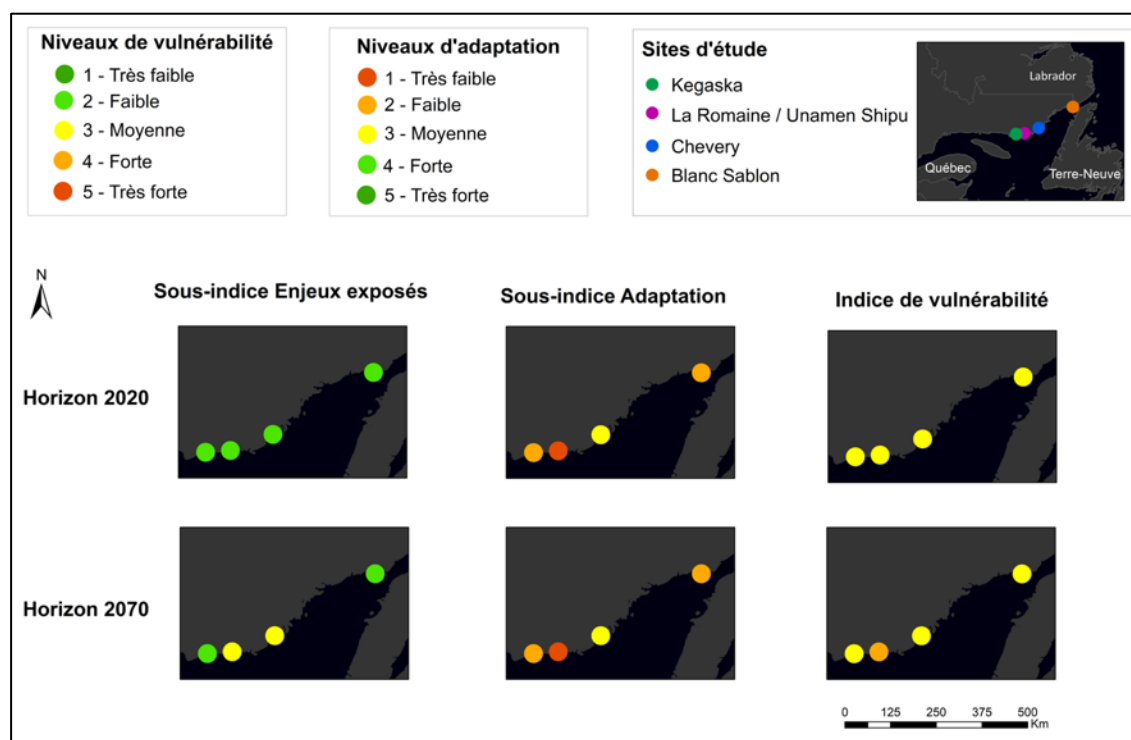 Niveaux de vulnérabilité
1 - Très faible
2 - Faible
3 - Moyenne
4 - Forte
5 - Très forte
Niveaux d'adaptation
1 - Très faible
2 - Faible
3 - Moyenne
4 - Forte
5 - Très forte
Sites d'étude
Kegaska
La Romaine / Unamen Shipu
Chevery
Blanc Sablon
Labrador
Québec
Terre-Neuve
N
Sous-indice Enjeux exposés
Sous-indice Adaptation
Indice de vulnérabilité
Horizon 2020
Horizon 2070
0 125 250 375 500
Km